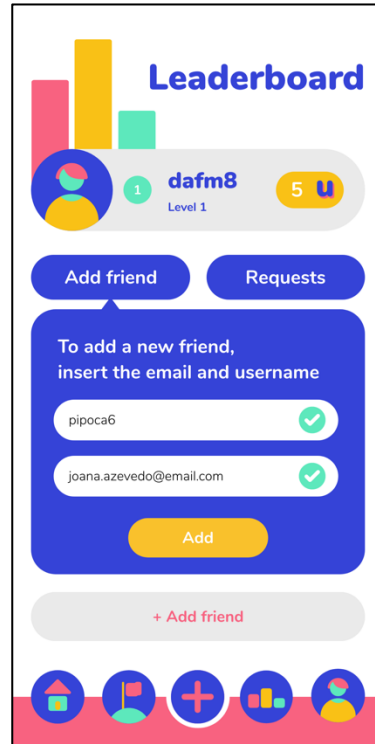 Leaderboard
1
dafm8
Level 1
5 u
Add friend
Requests
To add a new friend,
insert the email and username
pipoca6
joana.azevedo@email.com
Add
+ Add friend